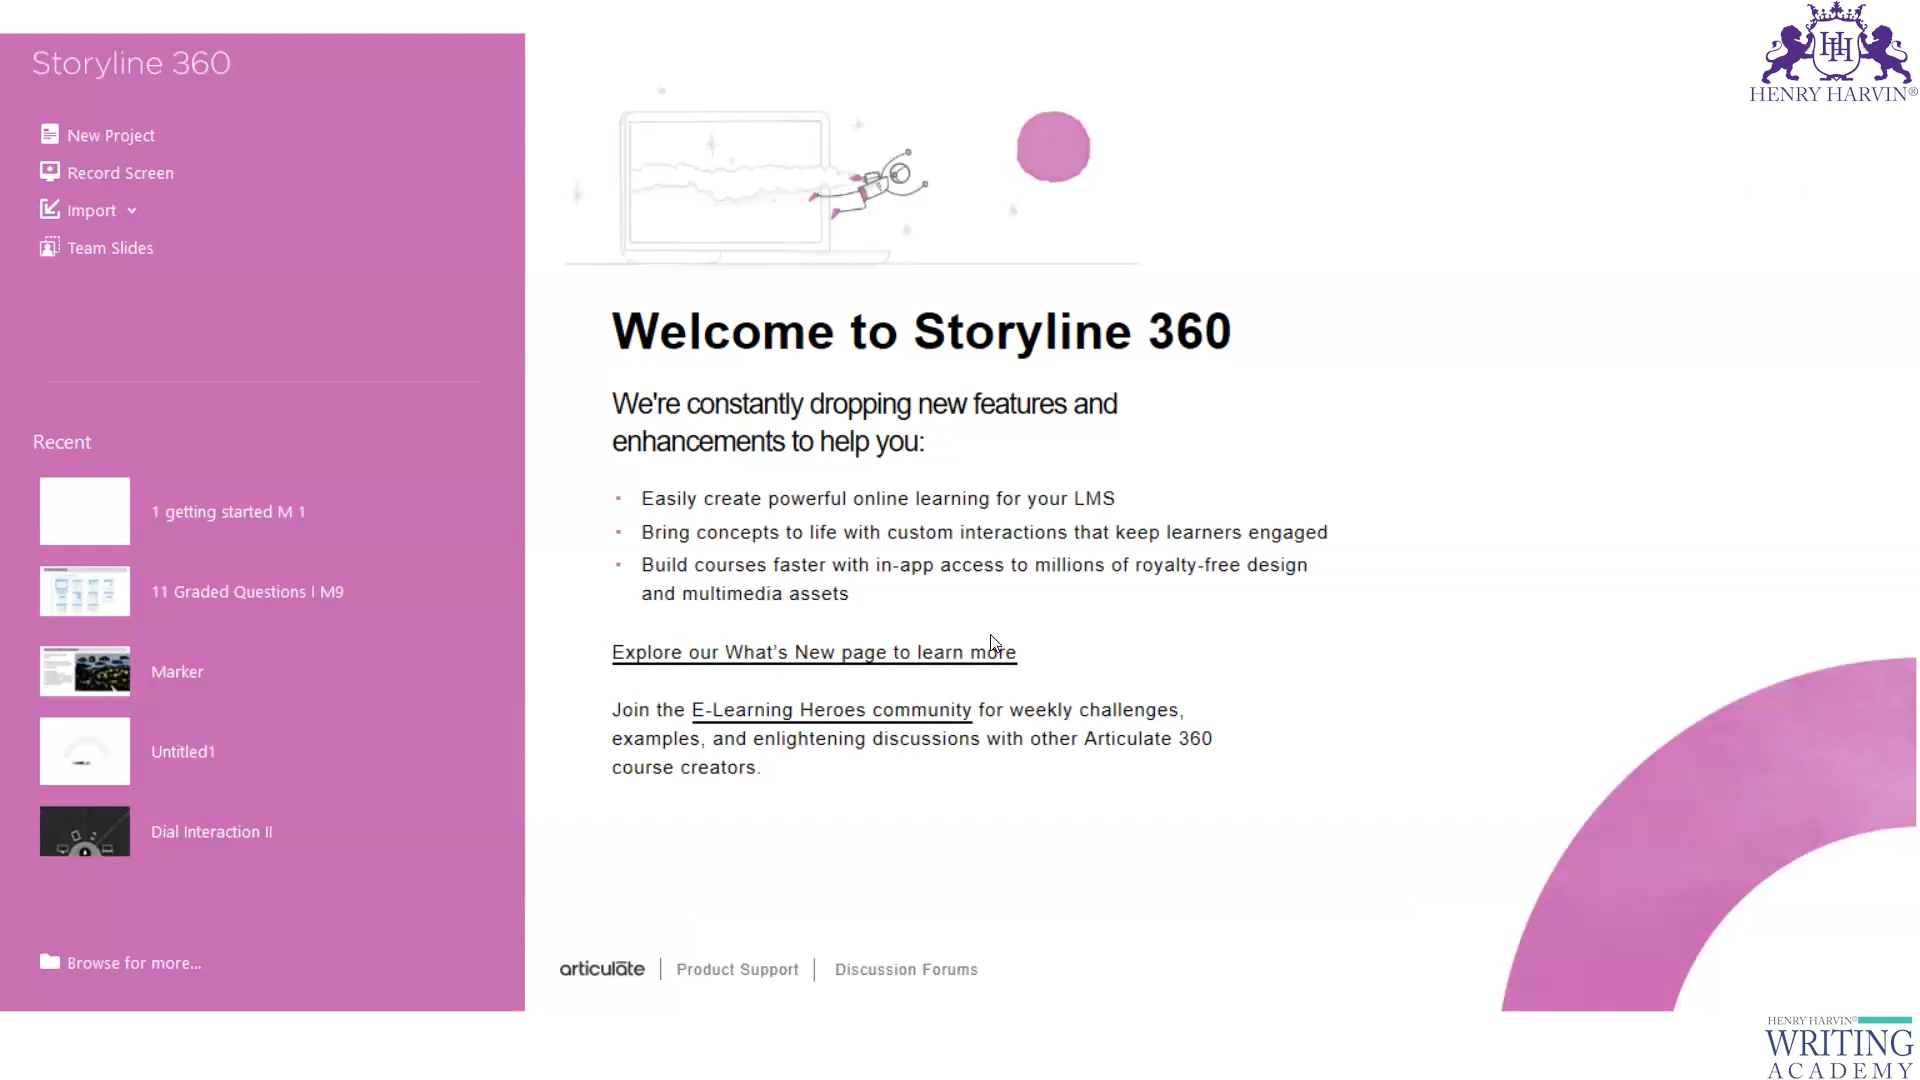 Storyline 360
New Project
Record Screen
Import
Team Slides
Recent
1 getting started M 1
11 Graded Questions I M9
Marker
Untitled1
Dial Interaction II
Browse for more...
Welcome to Storyline 360
We're constantly dropping new features and
enhancements to help you:
Easily create powerful online learning for your LMS
Bring concepts to life with custom interactions that keep learners engaged
Build courses faster with in-app access to millions of royalty-free design
and multimedia assets
Explore our What’s New page to learn more
Join the E-Learning Heroes community for weekly challenges,
examples, and enlightening discussions with other Articulate 360
course creators.
articulate | Product Support | Discussion Forums
HH
HENRY HARVIN®
HENRY HARVIN®
WRITING
ACADEMY